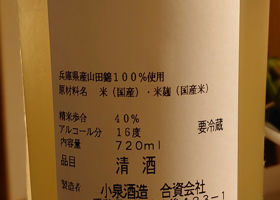 兵庫県産山田錦100%使用
原材料名 米(国産)・米麹(国産米)
精米歩合 40%
アルコール分 16度 要冷蔵
内容量 720ml
品目 清酒
製造者 小泉酒造 合資会社